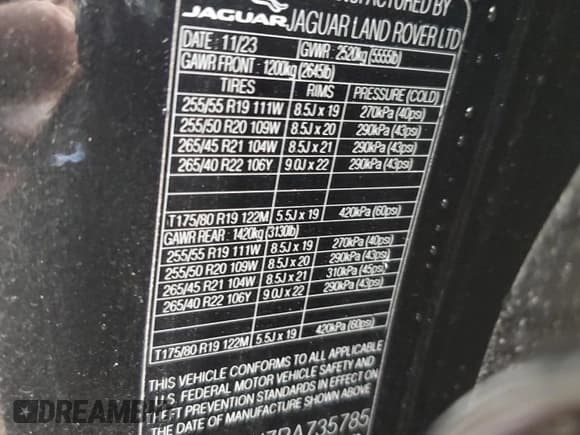 MANUFACTURED BY
JAGUAR JAGUAR LAND ROVER LTD
DATE: 11/23 GVWR: 2520kg (5555lb)
GAWR FRONT: 1200kg (2645lb)
TIRES RIMS PRESSURE (COLD)
255/55 R19 111W 8.5J x 19 270kPa (40psi)
255/50 R20 109W 8.5J x 20 290kPa (43psi)
265/45 R21 104W 8.5J x 21 290kPa (43psi)
265/40 R22 106Y 9.0J x 22 290kPa (43psi)
T175/80 R19 122M 5.5J x 19 420kPa (60psi)
GAWR REAR: 1420kg (3130lb)
255/55 R19 111W 8.5J x 19 270kPa (40psi)
255/50 R20 109W 8.5J x 20 290kPa (43psi)
265/45 R21 104W 8.5J x 21 310kPa (45psi)
265/40 R22 106Y 9.0J x 22 290kPa (43psi)
T175/80 R19 122M 5.5J x 19 420kPa (60psi)
THIS VEHICLE CONFORMS TO ALL APPLICABLE
U.S. FEDERAL MOTOR VEHICLE SAFETY AND
THEFT PREVENTION STANDARDS IN EFFECT ON
THE DATE OF MANUFACTURE
735785